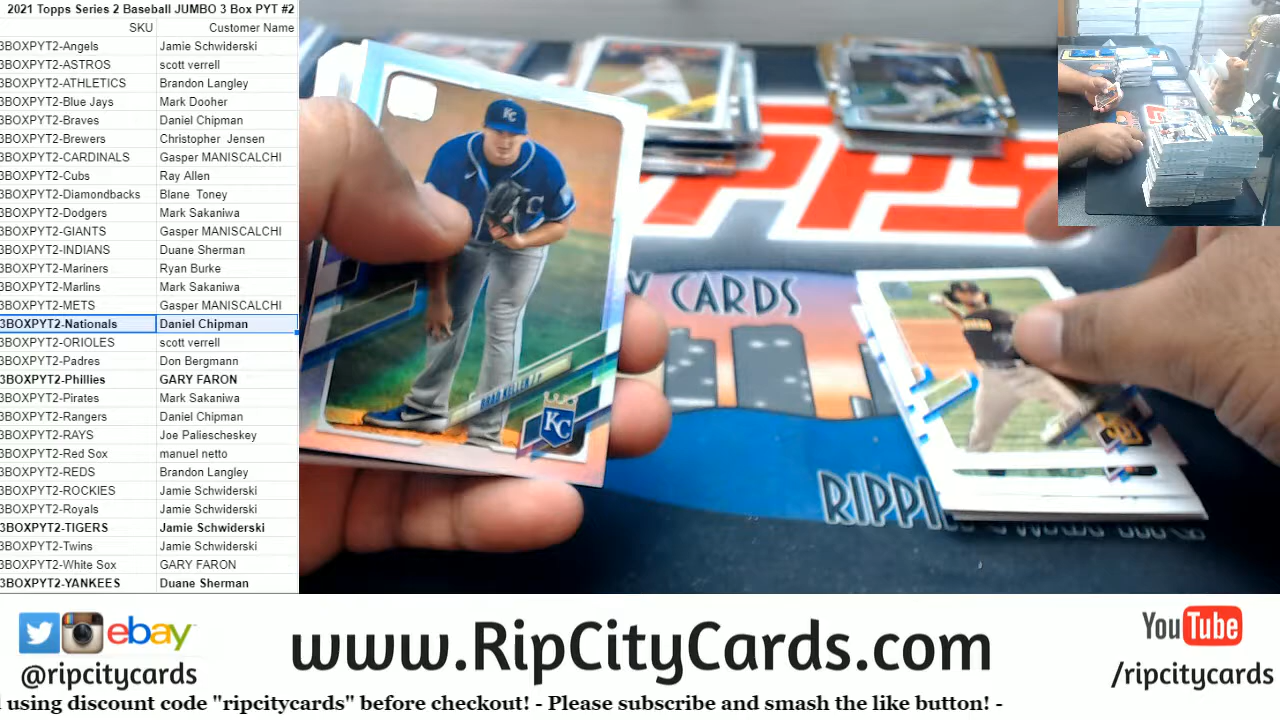 2021 Topps Series 2 Baseball JUMBO 3 Box PYT #2
SKU Customer Name
3BOXPYT2-Angels Jamie Schwiderski
3BOXPYT2-ASTROS scott verrell
3BOXPYT2-ATHLETICS Brandon Langley
3BOXPYT2-Blue Jays Mark Dooher
3BOXPYT2-Braves Daniel Chipman
3BOXPYT2-Brewers Christopher Jensen
3BOXPYT2-CARDINALS Gasper MANISCALCHI
3BOXPYT2-Cubs Ray Allen
3BOXPYT2-Diamondbacks Blane Toney
3BOXPYT2-Dodgers Mark Sakaniwa
3BOXPYT2-GIANTS Gasper MANISCALCHI
3BOXPYT2-INDIANS Duane Sherman
3BOXPYT2-Mariners Ryan Burke
3BOXPYT2-Marlins Mark Sakaniwa
3BOXPYT2-METS Gasper MANISCALCHI
3BOXPYT2-Nationals Daniel Chipman
3BOXPYT2-ORIOLES scott verrell
3BOXPYT2-Padres Don Bergmann
3BOXPYT2-Phillies GARY FARON
3BOXPYT2-Pirates Mark Sakaniwa
3BOXPYT2-Rangers Daniel Chipman
3BOXPYT2-RAYS Joe Paliescheskey
3BOXPYT2-Red Sox manuel netto
3BOXPYT2-REDS Brandon Langley
3BOXPYT2-ROCKIES Jamie Schwiderski
3BOXPYT2-Royals Jamie Schwiderski
3BOXPYT2-TIGERS Jamie Schwiderski
3BOXPYT2-Twins Jamie Schwiderski
3BOXPYT2-White Sox GARY FARON
3BOXPYT2-YANKEES Duane Sherman
KC
BRAD KELLER
KC
PPS
Y CARDS
RIPPI
ebay
@ripcitycards
www.RipCityCards.com
YouTube
/ripcitycards
using discount code "ripcitycards" before checkout! - Please subscribe and smash the like button! -